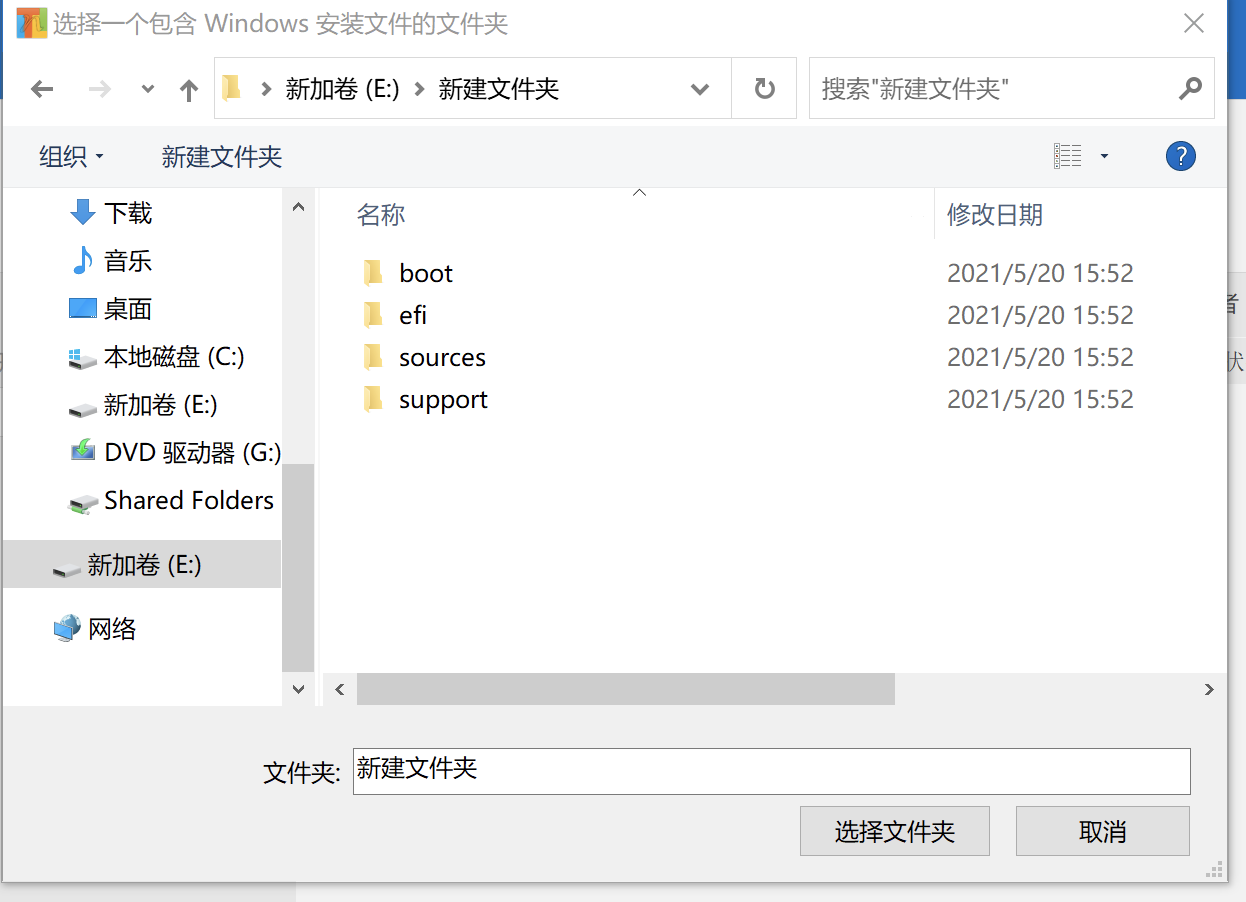 选择一个包含 Windows 安装文件的文件夹
新加卷 (E:) 新建文件夹
搜索"新建文件夹"
组织 新建文件夹
?
下载
音乐
桌面
本地磁盘 (C:)
新加卷 (E:)
DVD 驱动器 (G:)
Shared Folders
新加卷 (E:)
网络
名称 修改日期
boot 2021/5/20 15:52
efi 2021/5/20 15:52
sources 2021/5/20 15:52
support 2021/5/20 15:52
者
状
文件夹: 新建文件夹
选择文件夹 取消